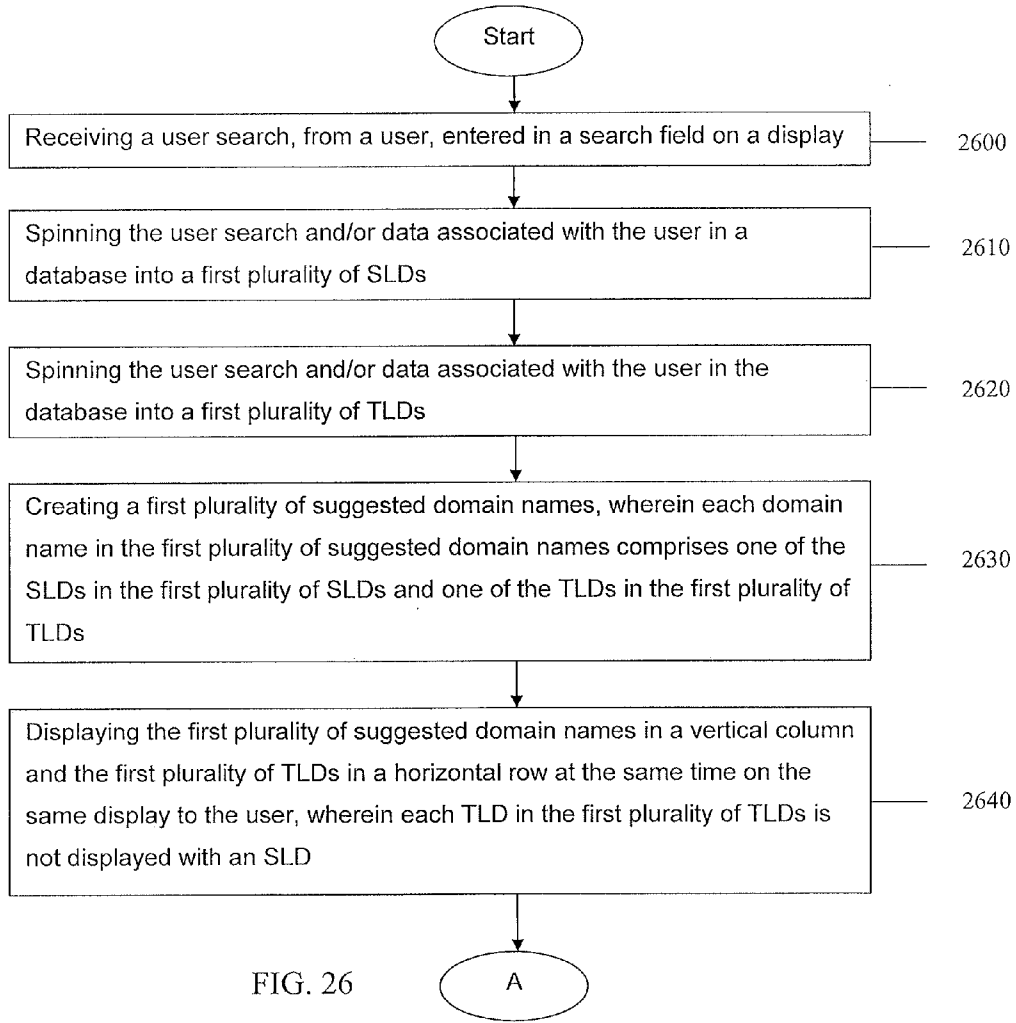 Start
Receiving a user search, from a user, entered in a search field on a display
2600
Spinning the user search and/or data associated with the user in a
database into a first plurality of SLDs
2610
Spinning the user search and/or data associated with the user in the
database into a first plurality of TLDs
2620
Creating a first plurality of suggested domain names, wherein each domain
name in the first plurality of suggested domain names comprises one of the
SLDs in the first plurality of SLDs and one of the TLDs in the first plurality of
TLDs
2630
Displaying the first plurality of suggested domain names in a vertical column
and the first plurality of TLDs in a horizontal row at the same time on the
same display to the user, wherein each TLD in the first plurality of TLDs is
not displayed with an SLD
2640
FIG. 26
A